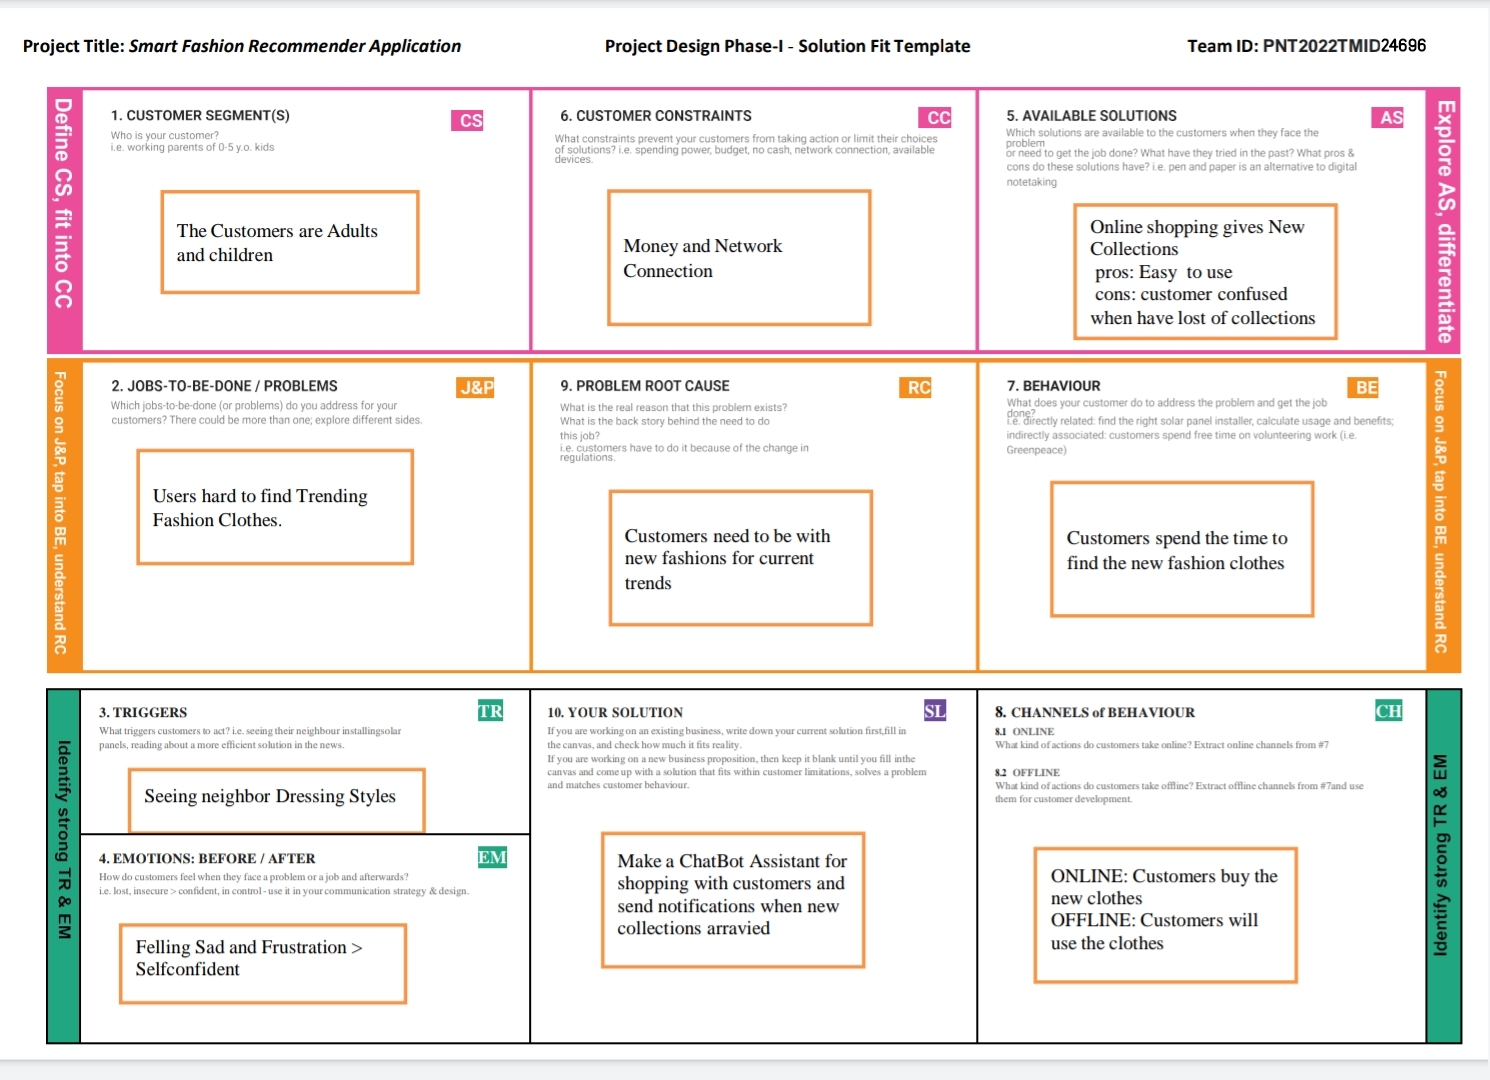 Project Title: Smart Fashion Recommender Application
Project Design Phase-I - Solution Fit Template
Team ID: PNT2022TMID24696
Define CS, fit into CC
1. CUSTOMER SEGMENT(S)
CS
Who is your customer?
i.e. working parents of 0-5 y.o. kids
The Customers are Adults
and children
6. CUSTOMER CONSTRAINTS
CC
What constraints prevent your customers from taking action or limit their choices
of solutions? i.e. spending power, budget, no cash, network connection, available
devices.
Money and Network
Connection
5. AVAILABLE SOLUTIONS
AS
Which solutions are available to the customers when they face the
problem
or need to get the job done? What have they tried in the past? What pros &
cons do these solutions have? i.e. pen and paper is an alternative to digital
notetaking
Online shopping gives New
Collections
pros: Easy to use
cons: customer confused
when have lost of collections
Explore AS, differentiate
Focus on J&P, tap into BE, understand RC
2. JOBS-TO-BE-DONE / PROBLEMS
J&P
Which jobs-to-be-done (or problems) do you address for your
customers? There could be more than one; explore different sides.
Users hard to find Trending
Fashion Clothes.
9. PROBLEM ROOT CAUSE
RC
What is the real reason that this problem exists?
What is the back story behind the need to do
this job?
i.e. customers have to do it because of the change in
regulations.
Customers need to be with
new fashions for current
trends
7. BEHAVIOUR
BE
What does your customer do to address the problem and get the job
done?
i.e. directly related: find the right solar panel installer, calculate usage and benefits;
indirectly associated: customers spend free time on volunteering work (i.e.
Greenpeace)
Customers spend the time to
find the new fashion clothes
Focus on J&P, tap into BE, understand RC
Identify strong TR & EM
3. TRIGGERS
TR
What triggers customers to act? i.e. seeing their neighbour installingsolar
panels, reading about a more efficient solution in the news.
Seeing neighbor Dressing Styles
4. EMOTIONS: BEFORE / AFTER
EM
How do customers feel when they face a problem or a job and afterwards?
i.e. lost, insecure > confident, in control - use it in your communication strategy & design.
Felling Sad and Frustration >
Selfconfident
10. YOUR SOLUTION
SL
If you are working on an existing business, write down your current solution first,fill in
the canvas, and check how much it fits reality.
If you are working on a new business proposition, then keep it blank until you fill inthe
canvas and come up with a solution that fits within customer limitations, solves a problem
and matches customer behaviour.
Make a ChatBot Assistant for
shopping with customers and
send notifications when new
collections arravied
8. CHANNELS of BEHAVIOUR
CH
8.1 ONLINE
What kind of actions do customers take online? Extract online channels from #7
8.2 OFFLINE
What kind of actions do customers take offline? Extract offline channels from #7and use
them for customer development.
ONLINE: Customers buy the
new clothes
OFFLINE: Customers will
use the clothes
Identify strong TR & EM